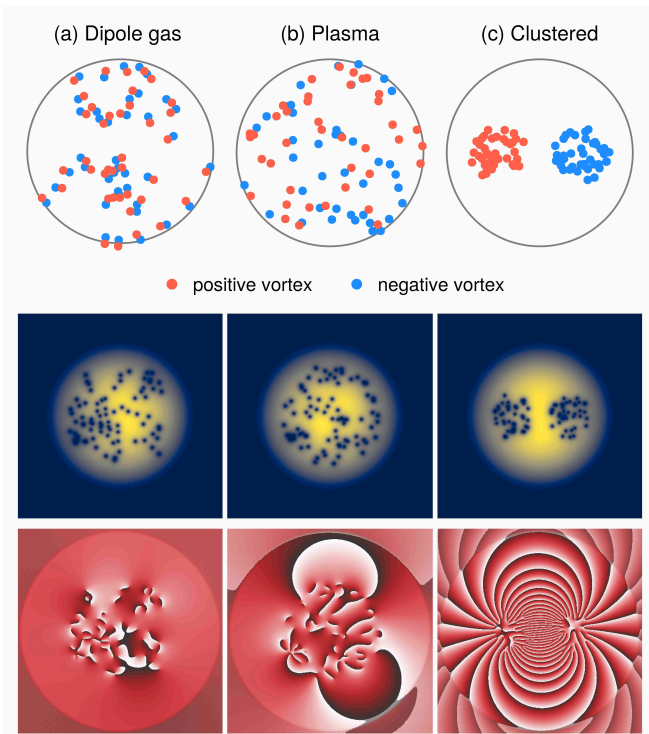 (a) Dipole gas
(b) Plasma
(c) Clustered
positive vortex
negative vortex